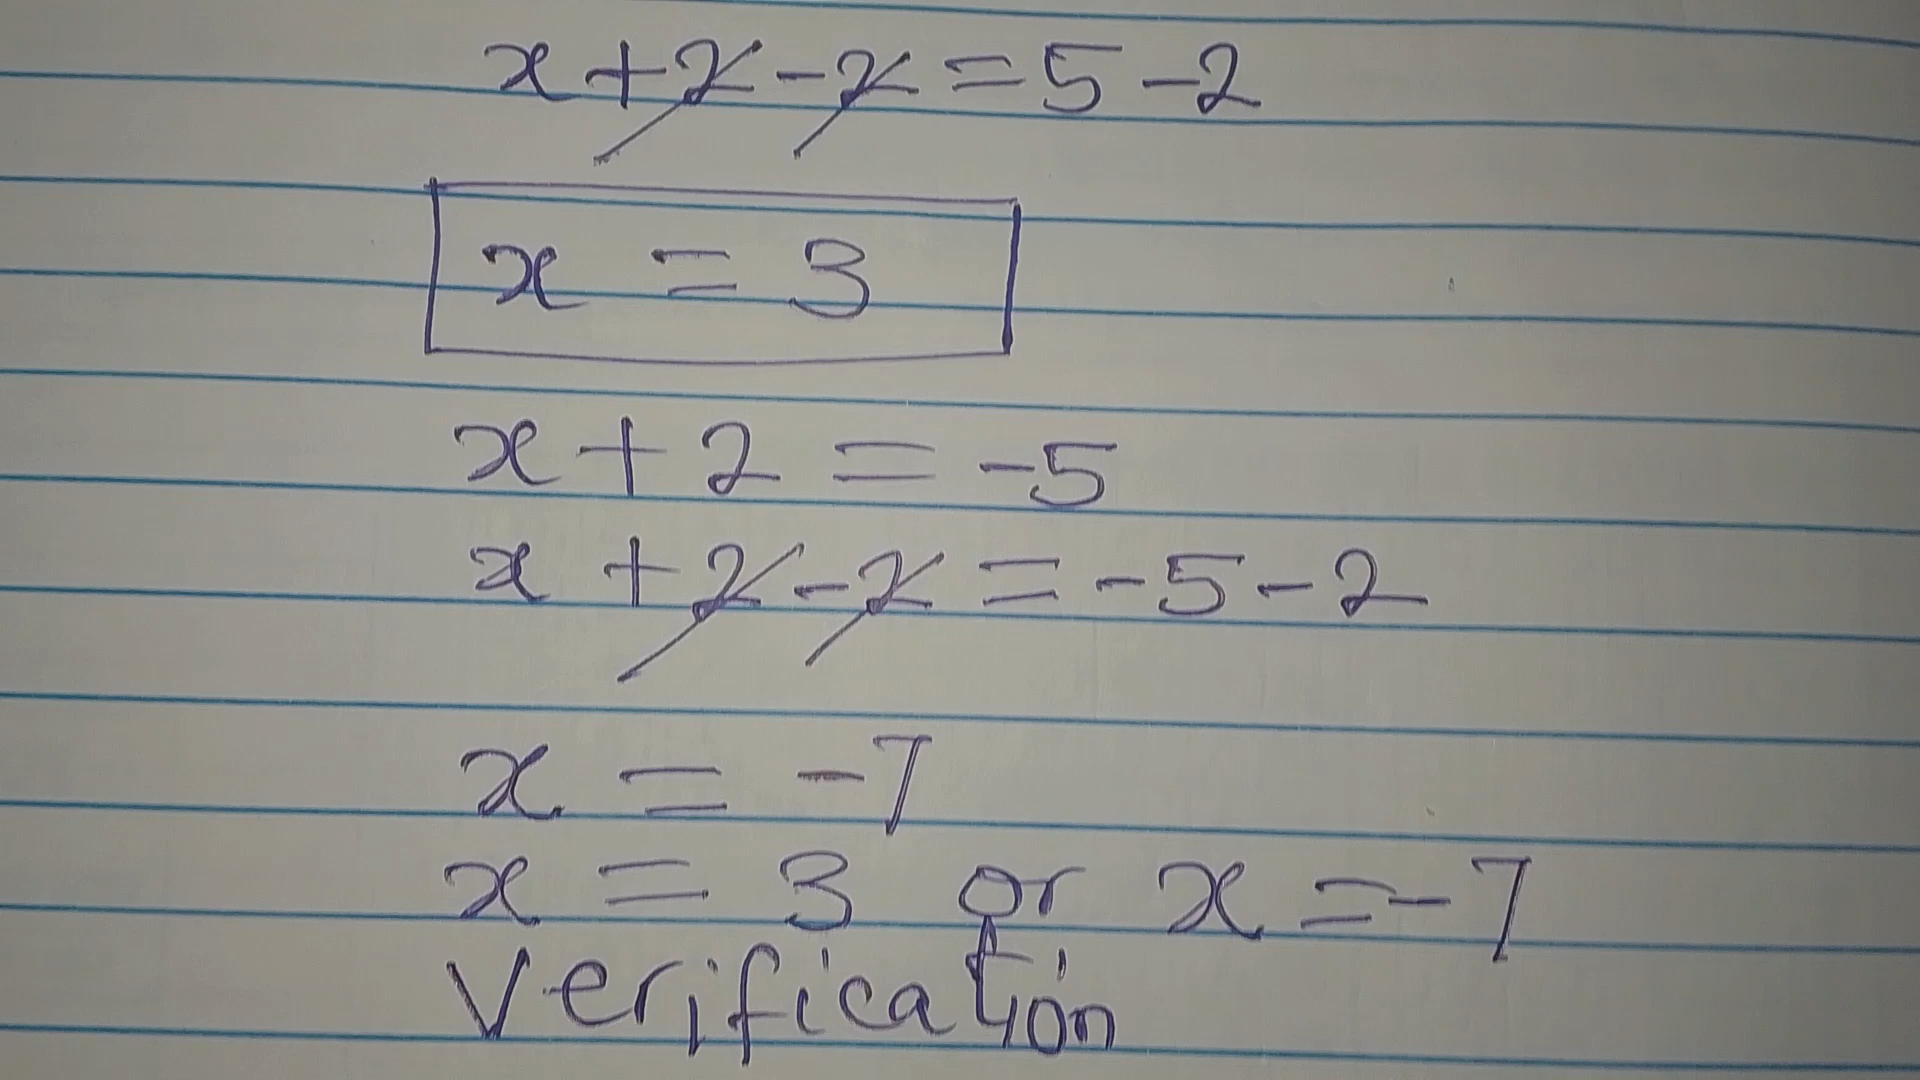 x + 2 - 2 = 5 - 2
x = 3
x + 2 = -5
x + 2 - 2 = -5 - 2
x = -7
x = 3 or x = -7
Verification